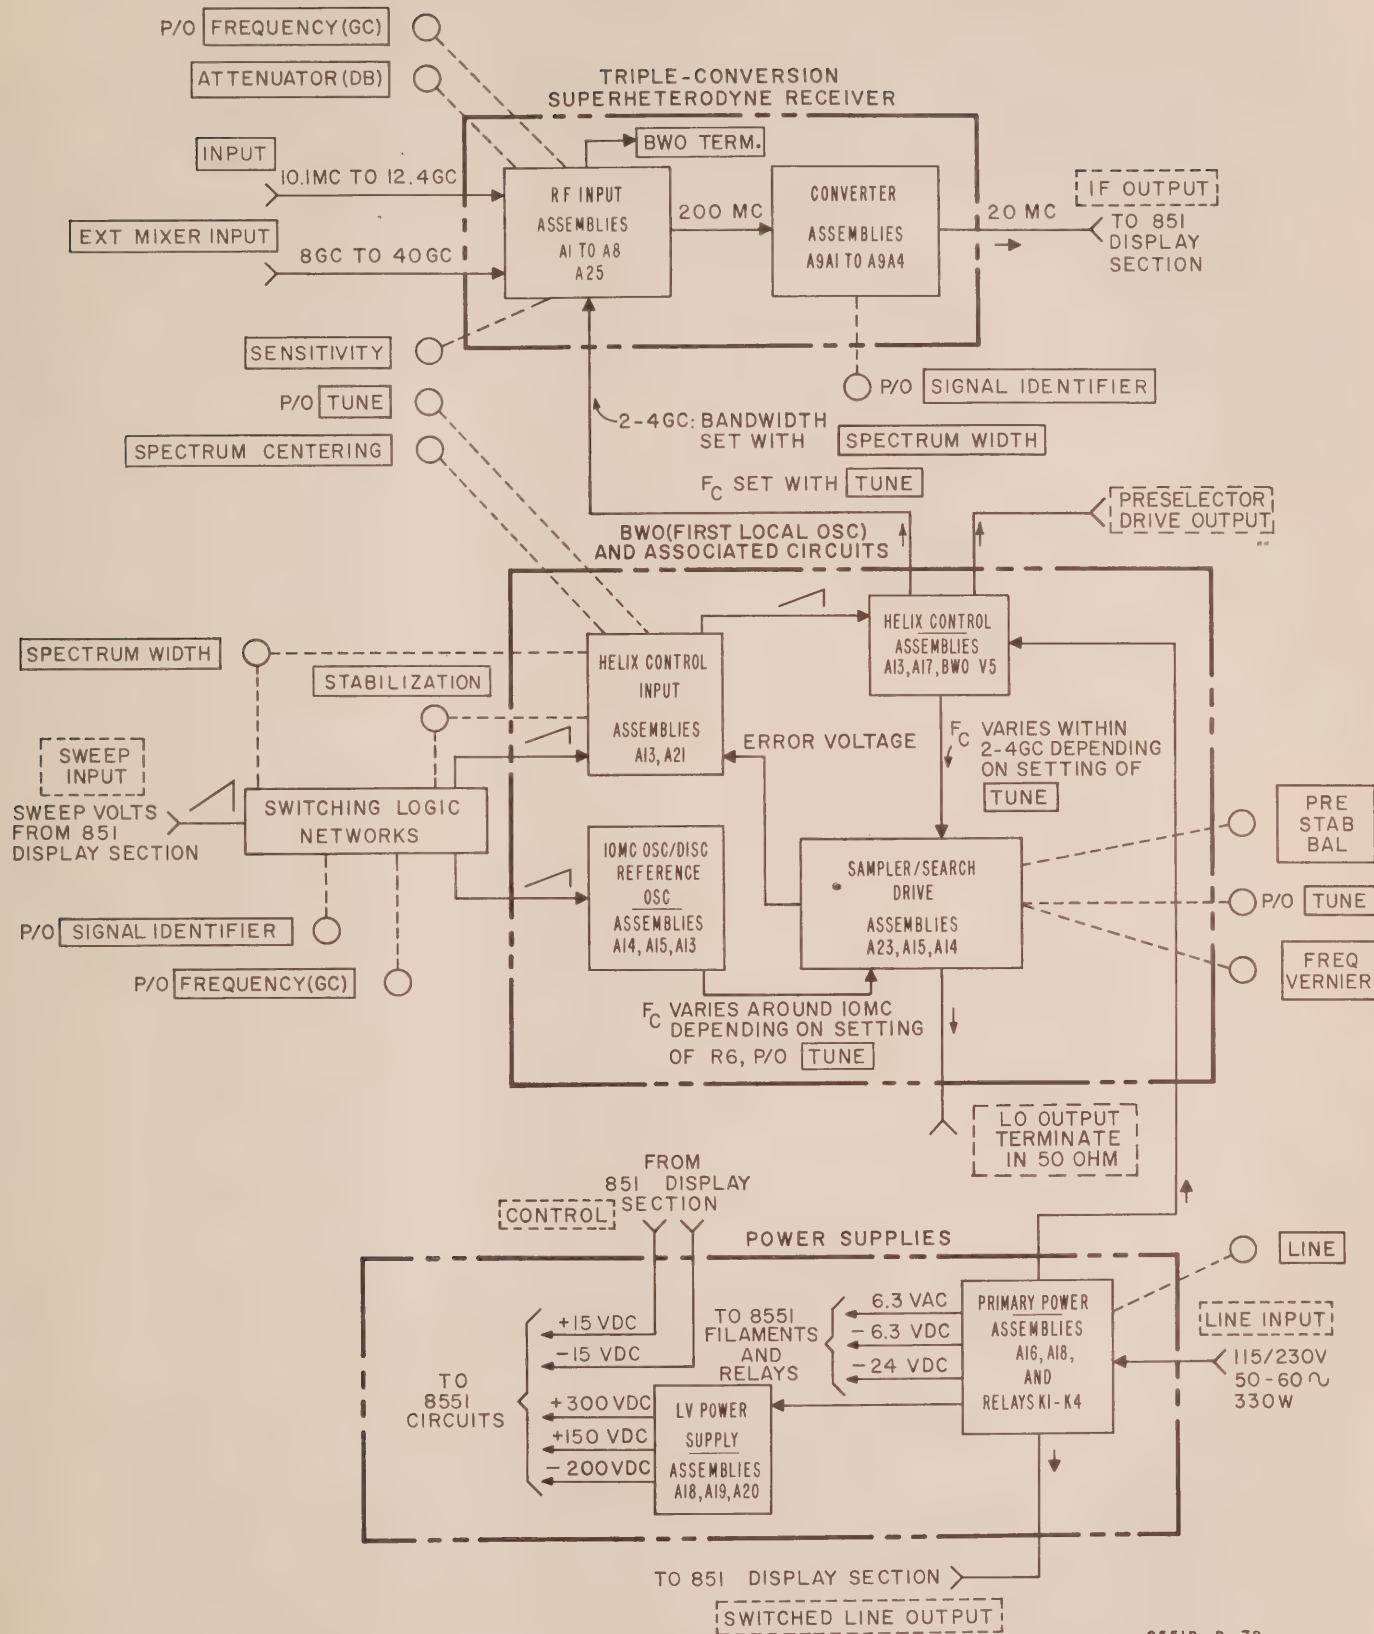 P/O FREQUENCY(GC)
ATTENUATOR(DB)
TRIPLE-CONVERSION
SUPERHETERODYNE RECEIVER
INPUT
10.1MC TO 12.4GC
EXT MIXER INPUT
8GC TO 40GC
BWO TERM.
RF INPUT
ASSEMBLIES
A1 TO A8
A25
200 MC
CONVERTER
ASSEMBLIES
A9A1 TO A9A4
20 MC
IF OUTPUT
TO 851
DISPLAY
SECTION
SENSITIVITY
P/O TUNE
SPECTRUM CENTERING
P/O SIGNAL IDENTIFIER
2-4GC: BANDWIDTH
SET WITH SPECTRUM WIDTH
FC SET WITH TUNE
PRESELECTOR
DRIVE OUTPUT
BWO(FIRST LOCAL OSC)
AND ASSOCIATED CIRCUITS
SPECTRUM WIDTH
STABILIZATION
HELIX CONTROL
INPUT
ASSEMBLIES
A13, A21
HELIX CONTROL
ASSEMBLIES
A13, A17, BWO V5
ERROR VOLTAGE
FC VARIES WITHIN
2-4GC DEPENDING
ON SETTING OF
TUNE
SWEEP
INPUT
SWEEP VOLTS
FROM 851
DISPLAY SECTION
SWITCHING LOGIC
NETWORKS
10MC OSC/DISC
REFERENCE
OSC
ASSEMBLIES
A14, A15, A13
SAMPLER/SEARCH
DRIVE
ASSEMBLIES
A23, A15, A14
PRE
STAB
BAL
P/O TUNE
FREQ
VERNIER
P/O SIGNAL IDENTIFIER
P/O FREQUENCY(GC)
FC VARIES AROUND 10MC
DEPENDING ON SETTING
OF R6, P/O TUNE
LO OUTPUT
TERMINATE
IN 50 OHM
FROM
851 DISPLAY
SECTION
CONTROL
POWER SUPPLIES
LINE
+15 VDC
-15 VDC
TO
8551
CIRCUITS
+300VDC
+150 VDC
-200VDC
LV POWER
SUPPLY
ASSEMBLIES
A18, A19, A20
TO 8551
FILAMENTS
AND
RELAYS
6.3 VAC
-6.3 VDC
-24 VDC
PRIMARY POWER
ASSEMBLIES
A16, A18,
AND
RELAYS K1-K4
LINE INPUT
115/230V
50-60∿
330W
TO 851 DISPLAY SECTION
SWITCHED LINE OUTPUT